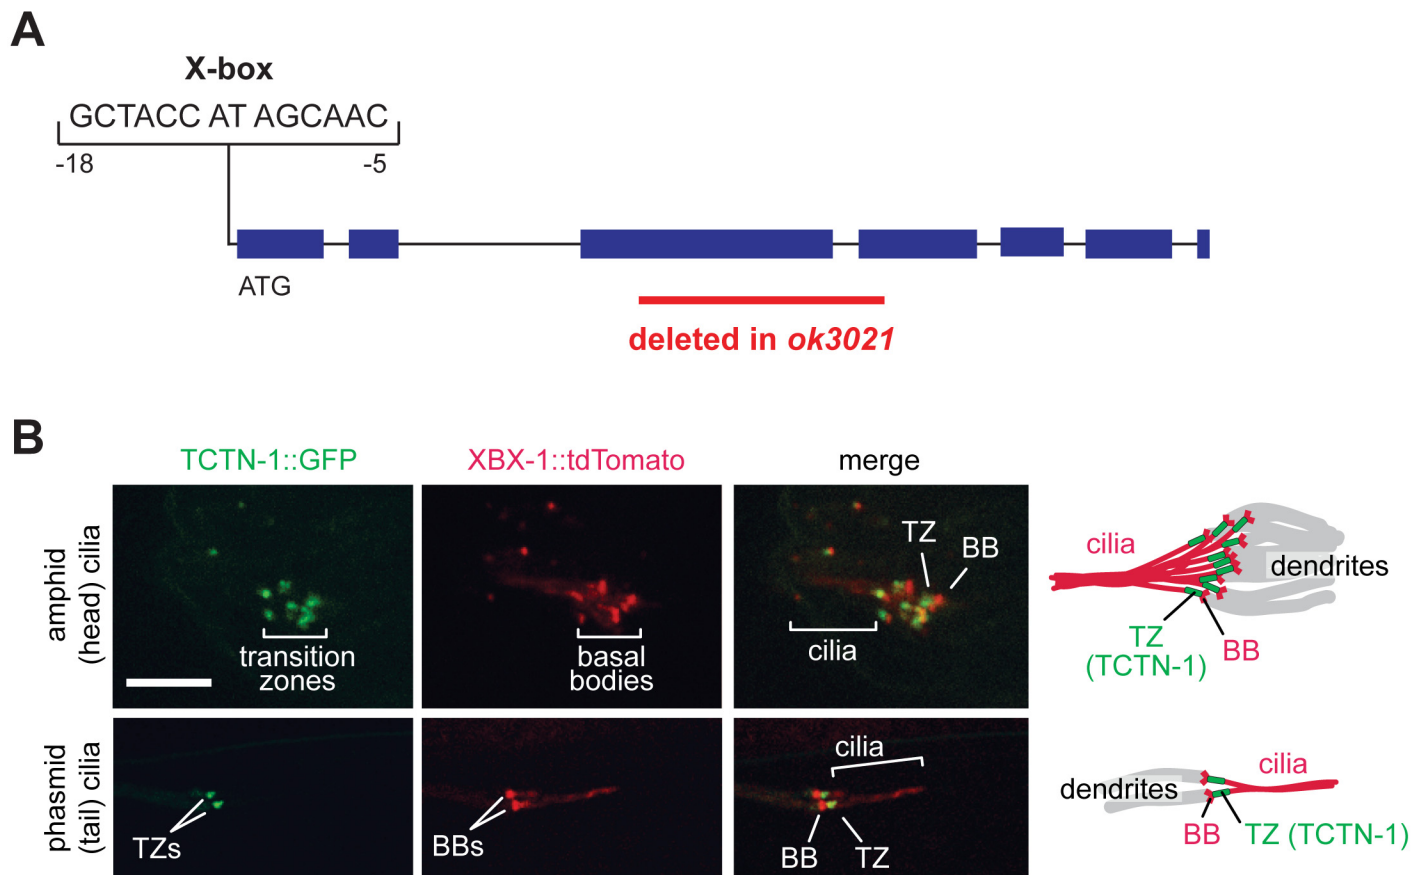 A
X-box
GCTACC AT AGCAAC
-18
-5
ATG
deleted in ok3021
B
TCTN-1::GFP
XBX-1::tdTomato
merge
amphid
(head) cilia
transition
zones
basal
bodies
TZ
BB
cilia
cilia
dendrites
TZ
(TCTN-1)
BB
phasmid
(tail) cilia
TZs
BBs
cilia
BB
TZ
cilia
dendrites
BB
TZ (TCTN-1)